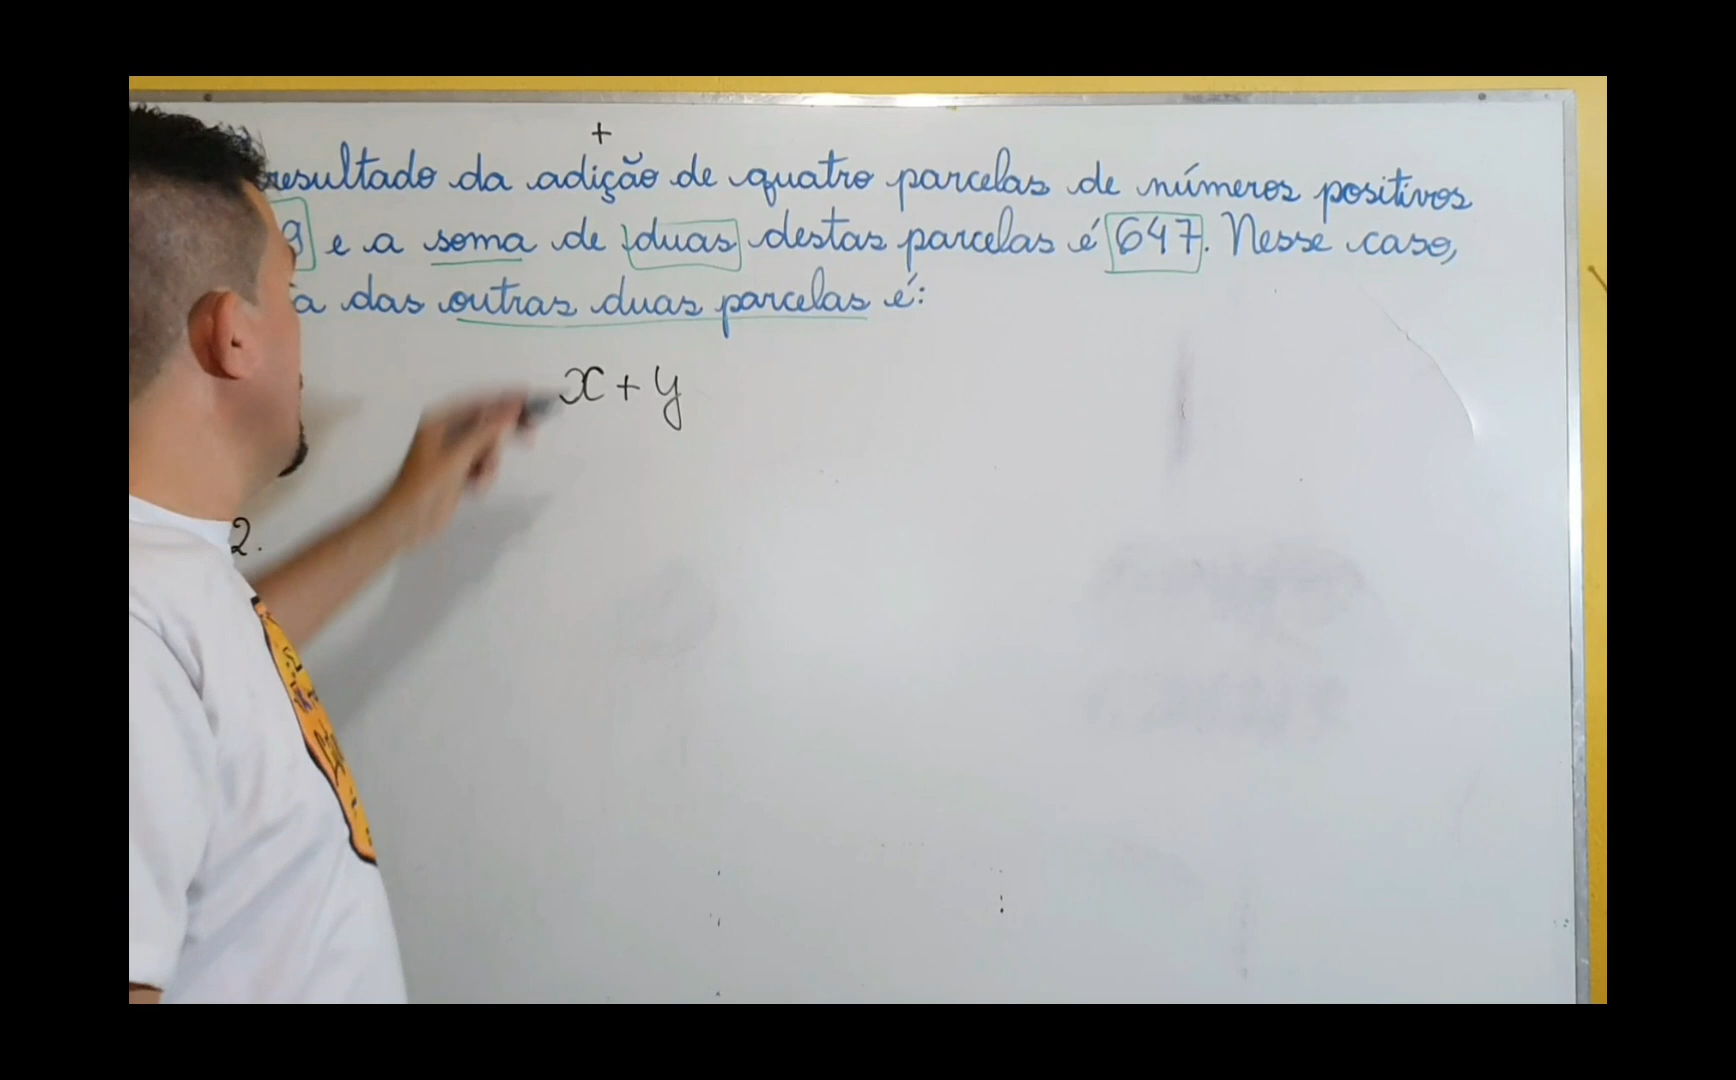 +
resultado da adição de quatro parcelas de números positivos
9 e a soma de duas destas parcelas é 647. Nesse caso,
a das outras duas parcelas é:
x + y
2.